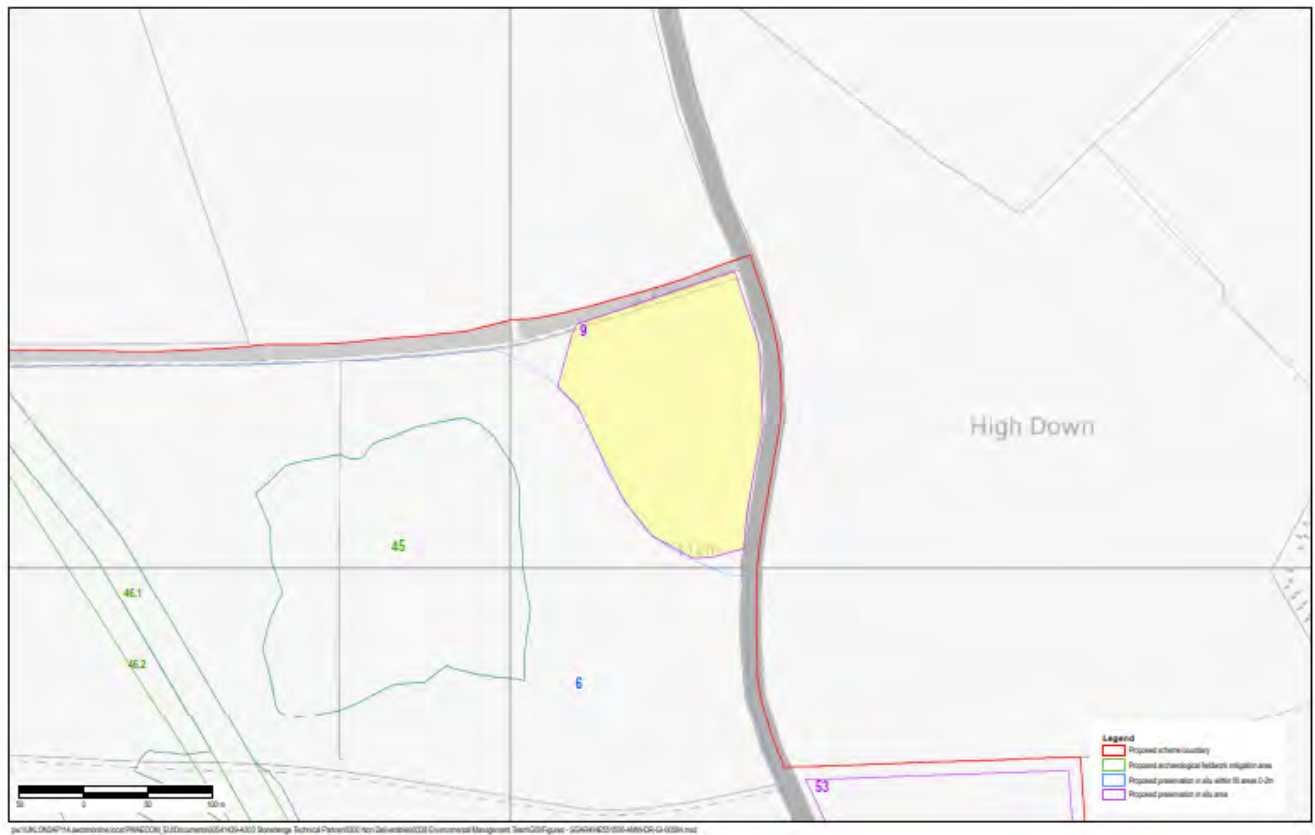 9
High Down
45
46.1
46.2
6
53
Legend
Proposed scheme boundary
Proposed archaeological fieldwork mitigation area
Proposed preservation in situ within fill areas 0-2m
Proposed preservation in situ area
50 0 50 100 m